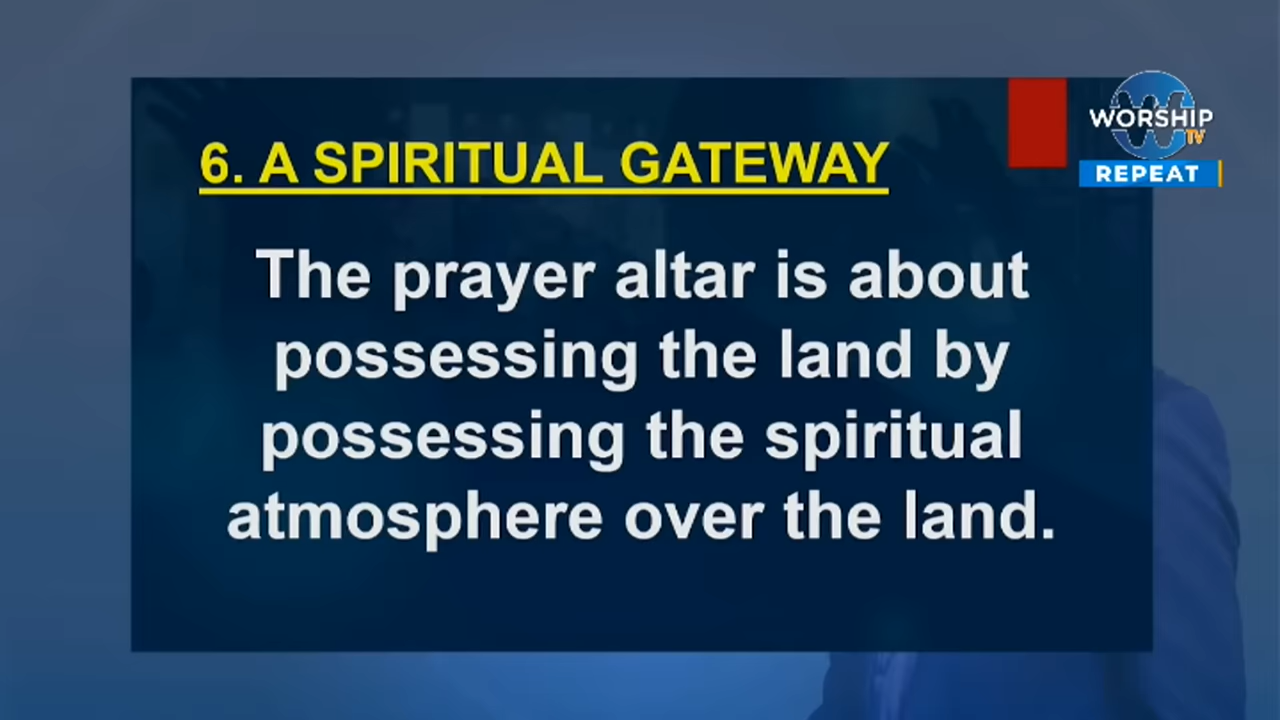 6. A SPIRITUAL GATEWAY
WORSHIP
TV
REPEAT
The prayer altar is about
possessing the land by
possessing the spiritual
atmosphere over the land.